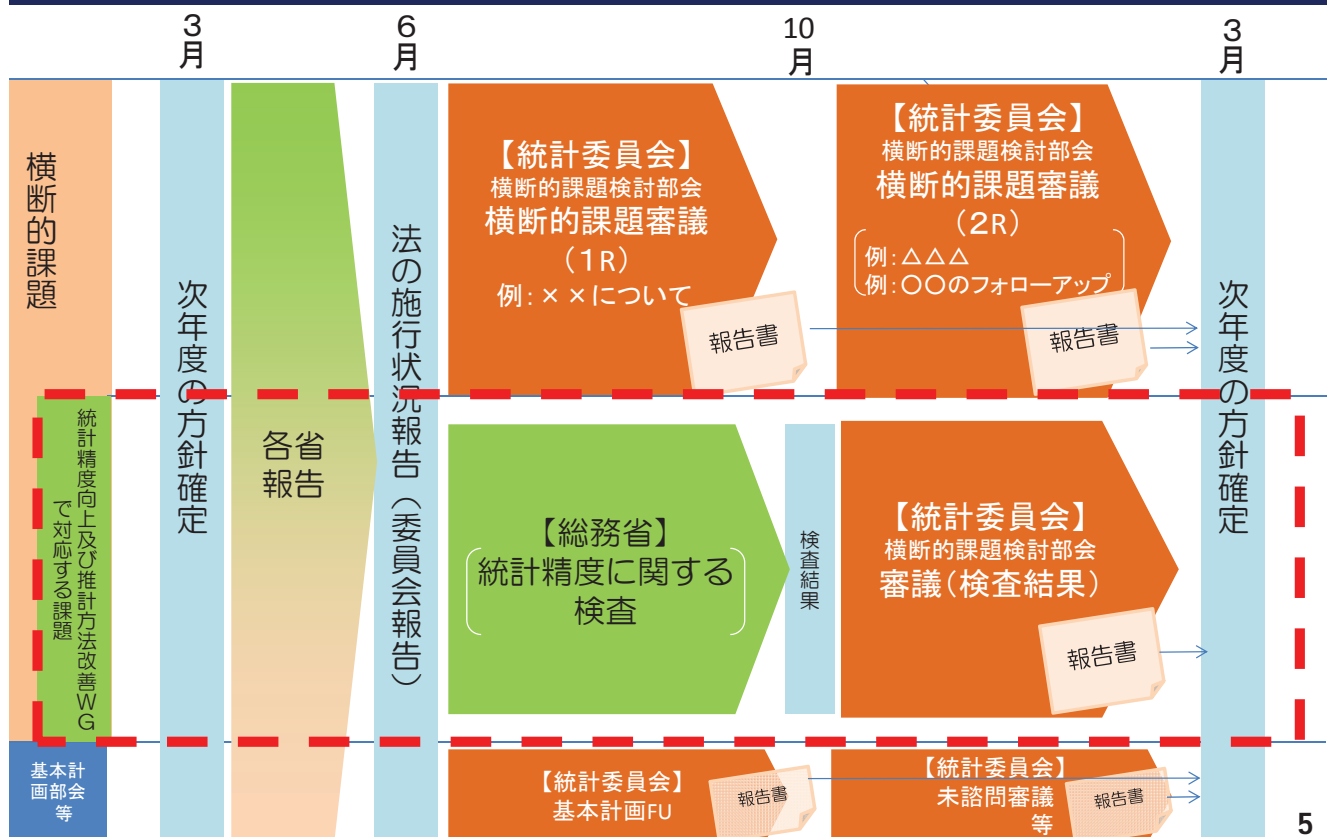 3
月
6
月
10
月
3
月
横断的課題
次年度の方針確定
各省
報告
法の施行状況報告（委員会報告）
【統計委員会】
横断的課題検討部会
横断的課題審議
（1R）
例：××について
報告書
【統計委員会】
横断的課題検討部会
横断的課題審議
（2R）
例：△△△
例：〇〇のフォローアップ
報告書
次年度の方針確定
統計精度向上及び推計方法改善WG
で対応する課題
【総務省】
統計精度に関する
検査
検査結果
【統計委員会】
横断的課題検討部会
審議（検査結果）
報告書
基本計
画部会
等
【統計委員会】
基本計画FU
報告書
【統計委員会】
未諮問審議
等
報告書
5